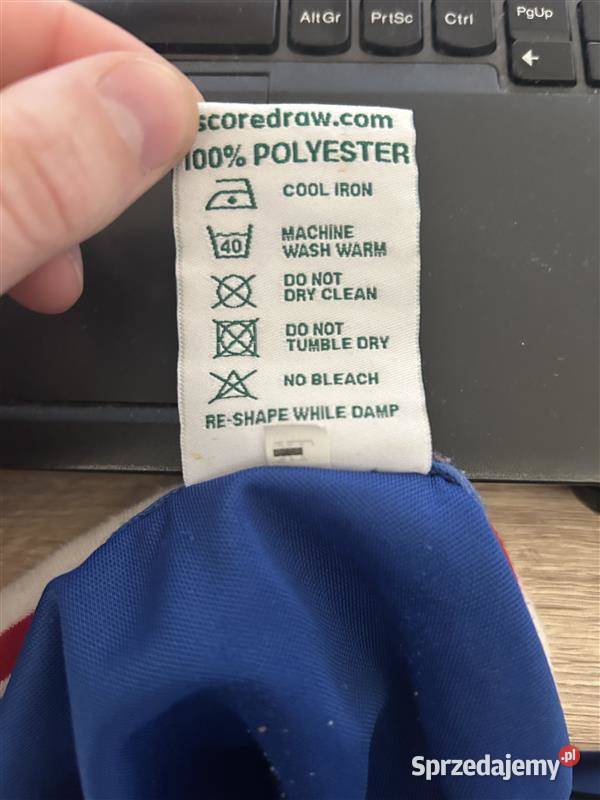 AltGr PrtSc Ctrl PgUp
scoredraw.com
100% POLYESTER
COOL IRON
40
MACHINE
WASH WARM
DO NOT
DRY CLEAN
DO NOT
TUMBLE DRY
NO BLEACH
RE-SHAPE WHILE DAMP
Sprzedajemy.pl